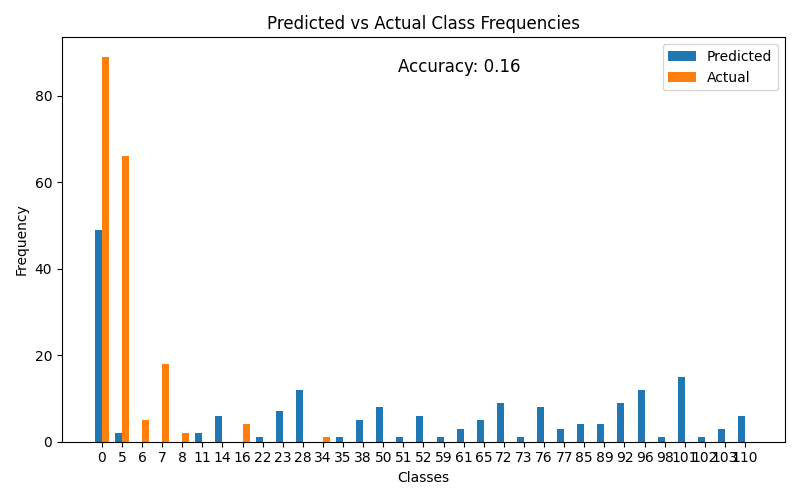 Predicted vs Actual Class Frequencies
Accuracy: 0.16
Predicted
Actual
Frequency
80
60
40
20
0
0 5 6 7 8 11 14 16 22 23 28 34 35 38 50 51 52 59 61 65 72 73 76 77 85 89 92 96 98 101 102 103 110
Classes